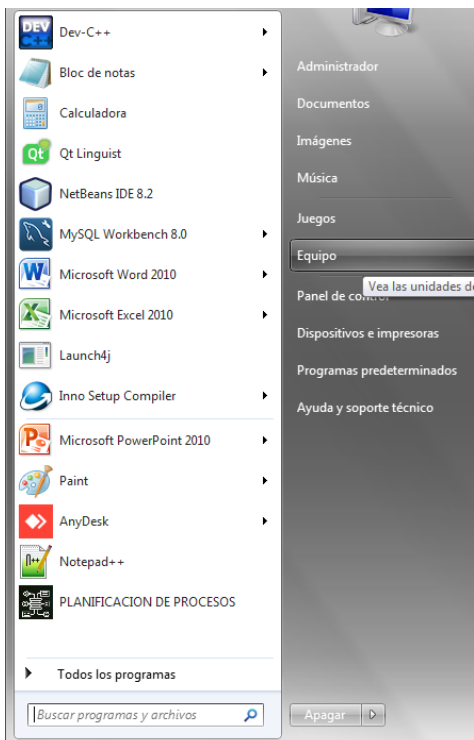 Dev-C++
Bloc de notas
Calculadora
Qt Linguist
NetBeans IDE 8.2
MySQL Workbench 8.0
Microsoft Word 2010
Microsoft Excel 2010
Launch4j
Inno Setup Compiler
Microsoft PowerPoint 2010
Paint
AnyDesk
Notepad++
PLANIFICACION DE PROCESOS
Todos los programas
Buscar programas y archivos
Administrador
Documentos
Imágenes
Música
Juegos
Equipo
Vea las unidades de
Panel de control
Dispositivos e impresoras
Programas predeterminados
Ayuda y soporte técnico
Apagar